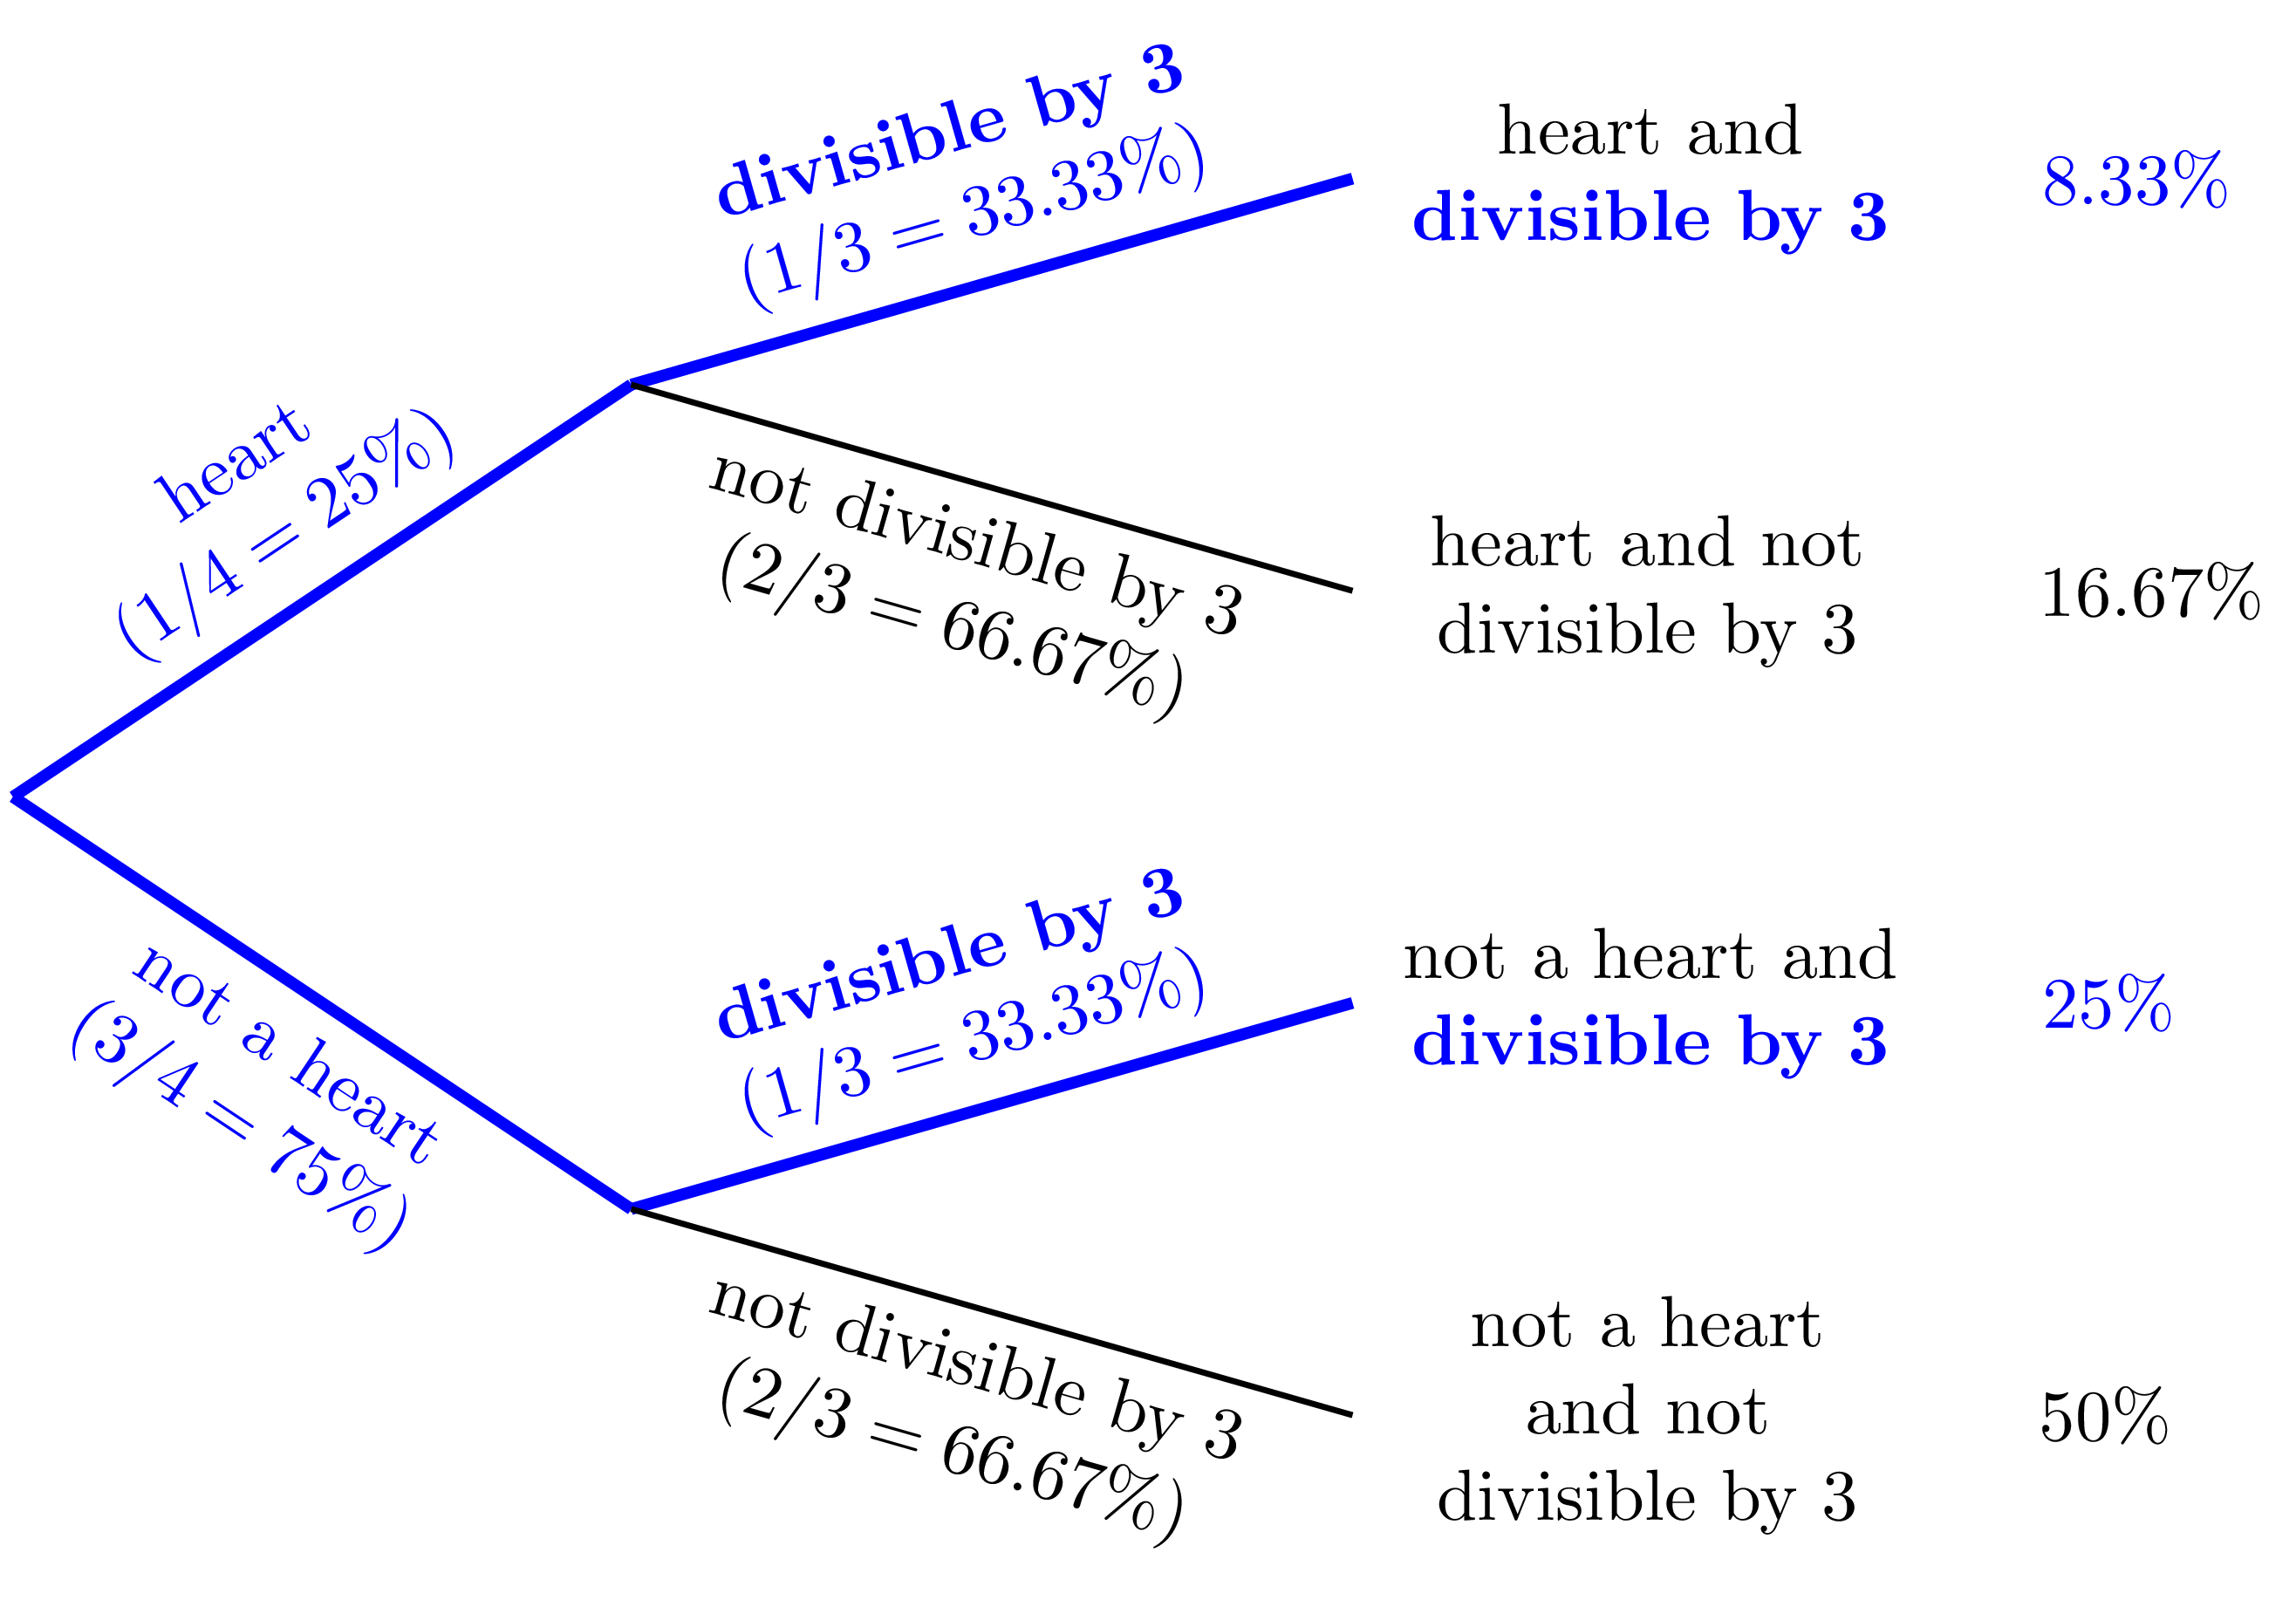 divisible by 3
(1/3 = 33.33%)
heart and
divisible by 3
8.33%
heart
(1/4 = 25%)
not divisible by 3
(2/3 = 66.67%)
heart and not
divisible by 3
16.67%
not a heart
(3/4 = 75%)
divisible by 3
(1/3 = 33.33%)
not a heart and
divisible by 3
25%
not divisible by 3
(2/3 = 66.67%)
not a heart
and not
divisible by 3
50%